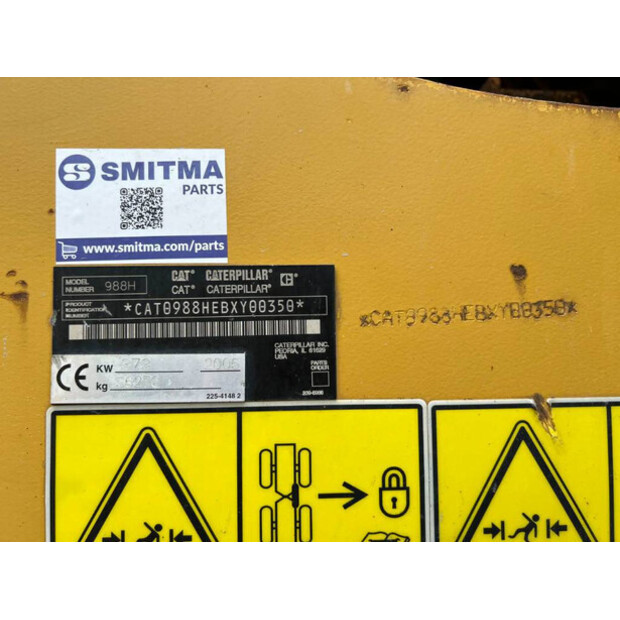 S SMITMA
PARTS
www.smitma.com/parts
MODEL NUMBER 988H
CAT® CATERPILLAR® C
CAT® CATERPILLAR®
PRODUCT IDENTIFICATION NUMBER *CAT0988HEBXY00350*
*CAT0988HEBXY00350*
CATERPILLAR INC.
PEORIA, IL 61629
USA
CE KW 2005
kg
PARTS ORDER
225-4148 2